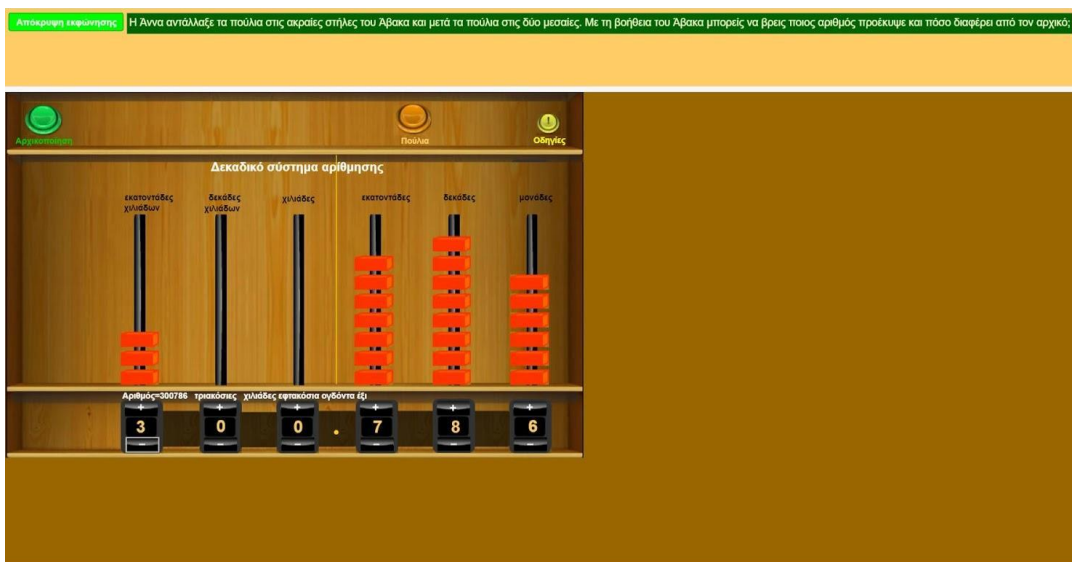 Απόκρυψη εκφώνησης Η Άννα αντάλλαξε τα πούλια στις ακραίες στήλες του Άβακα και μετά τα πούλια στις δύο μεσαίες. Με τη βοήθεια του Άβακα μπορείς να βρεις ποιος αριθμός προέκυψε και πόσο διαφέρει από τον αρχικό;
Αρχικοποίηση Πούλια Οδηγίες
Δεκαδικό σύστημα αρίθμησης
εκατοντάδες δεκάδες χιλιάδες εκατοντάδες δεκάδες μονάδες
χιλιάδων χιλιάδων
Αριθμός=300786 τριακόσιες χιλιάδες εφτακόσια ογδόντα έξι
+ + + + + +
3 0 0 . 7 8 6
− − − − − −